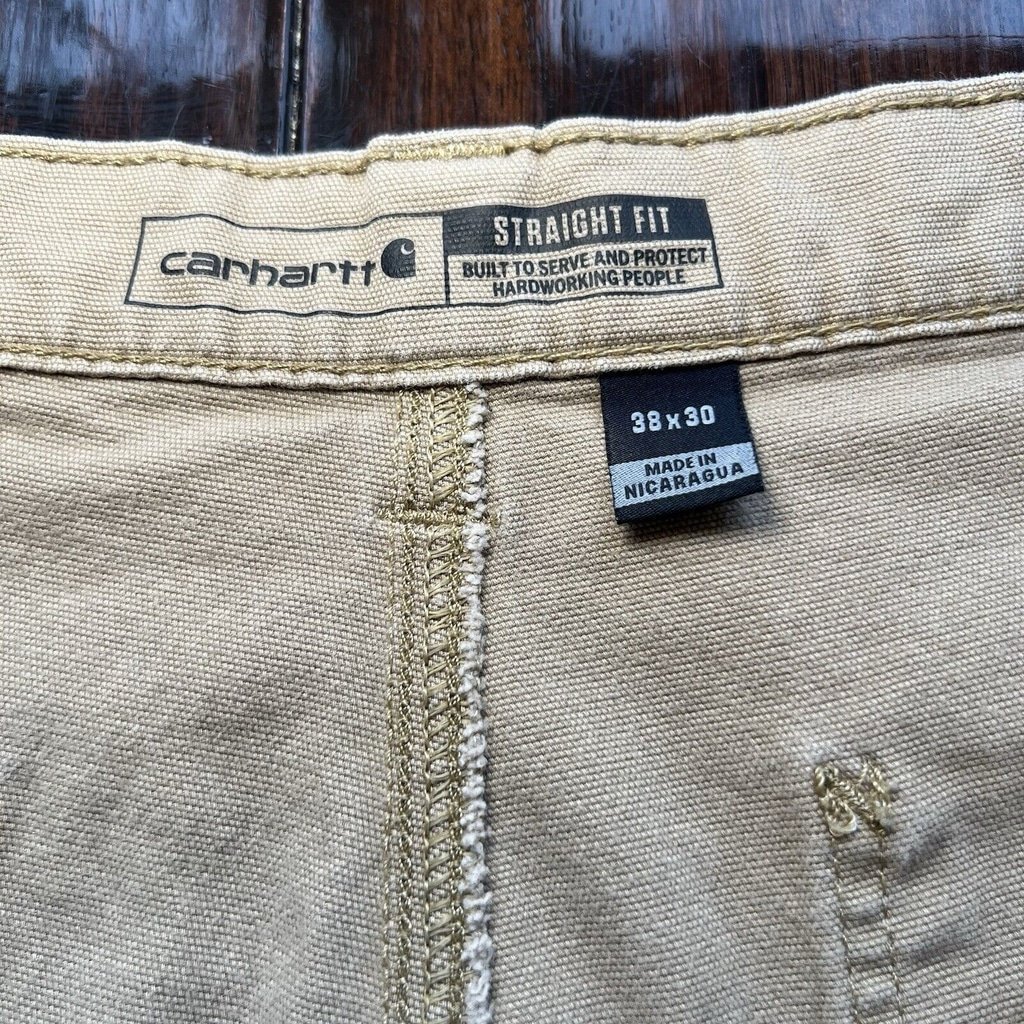 carhartt
STRAIGHT FIT
BUILT TO SERVE AND PROTECT
HARDWORKING PEOPLE
38 x 30
MADE IN
NICARAGUA